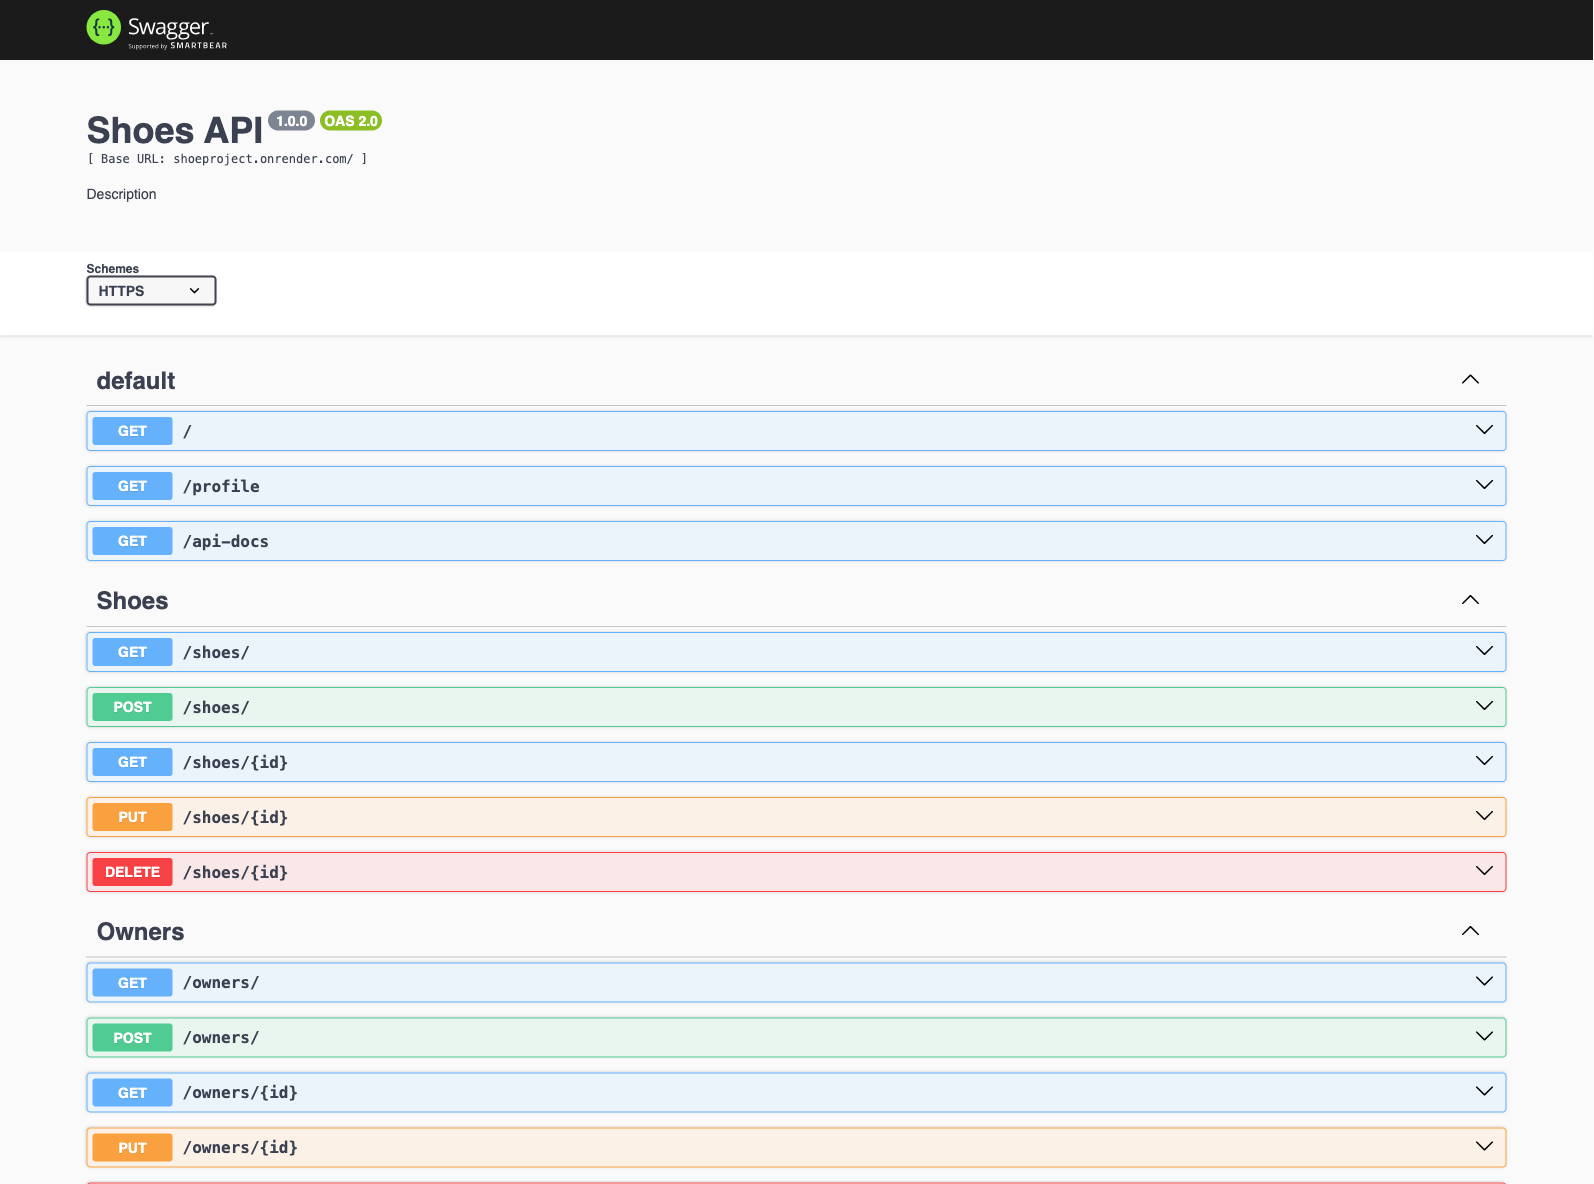 {···} Swagger.
Supported by SMARTBEAR
Shoes API 1.0.0 OAS 2.0
[ Base URL: shoeproject.onrender.com/ ]
Description
Schemes
HTTPS
default
GET /
GET /profile
GET /api-docs
Shoes
GET /shoes/
POST /shoes/
GET /shoes/{id}
PUT /shoes/{id}
DELETE /shoes/{id}
Owners
GET /owners/
POST /owners/
GET /owners/{id}
PUT /owners/{id}